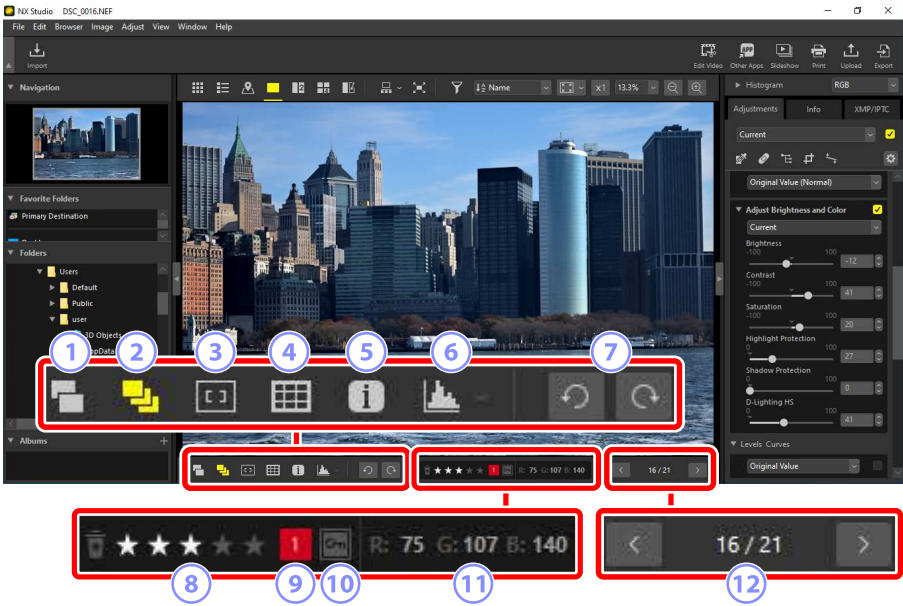 NX Studio DSC_0016.NEF
File Edit Browser Image Adjust View Window Help
Import
Edit Video Other Apps Slideshow Print Upload Export
APP
Navigation
Name x1 13.3%
Histogram RGB
Adjustments Info XMP/IPTC
Current
Favorite Folders
Primary Destination
Folders
Users
Default
Public
user
3D Objects
Original Value (Normal)
Adjust Brightness and Color
Current
Brightness
-100 100 -12
Contrast
-100 100 41
Saturation
-100 100 20
Highlight Protection
0 100 27
Shadow Protection
0 100 0
D-Lighting HS
0 100 41
Levels Curves
Original Value
1 2 3 4 5 6 7
Albums
1 R: 75 G: 107 B: 140
16 / 21
1 R: 75 G: 107 B: 140
16 / 21
8 9 10 11 12